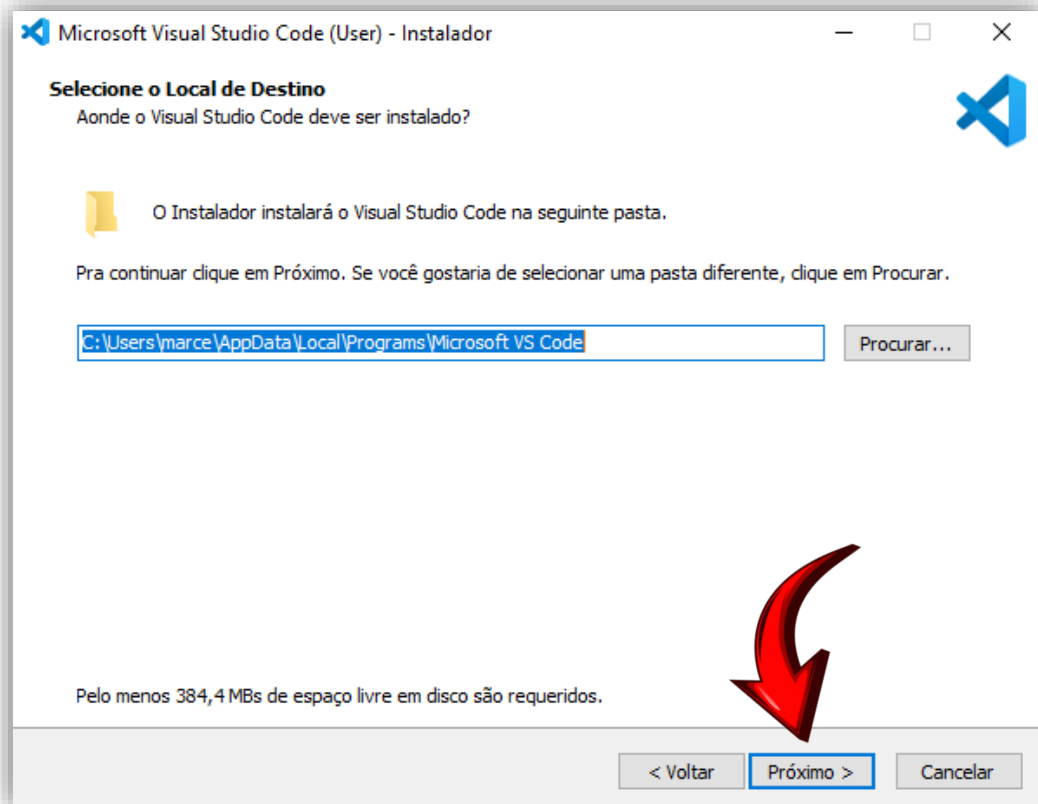 Microsoft Visual Studio Code (User) - Instalador
Selecione o Local de Destino
Aonde o Visual Studio Code deve ser instalado?
O Instalador instalará o Visual Studio Code na seguinte pasta.
Pra continuar clique em Próximo. Se você gostaria de selecionar uma pasta diferente, clique em Procurar.
C:\Users\marce\AppData\Local\Programs\Microsoft VS Code
Procurar...
Pelo menos 384,4 MBs de espaço livre em disco são requeridos.
< Voltar Próximo > Cancelar